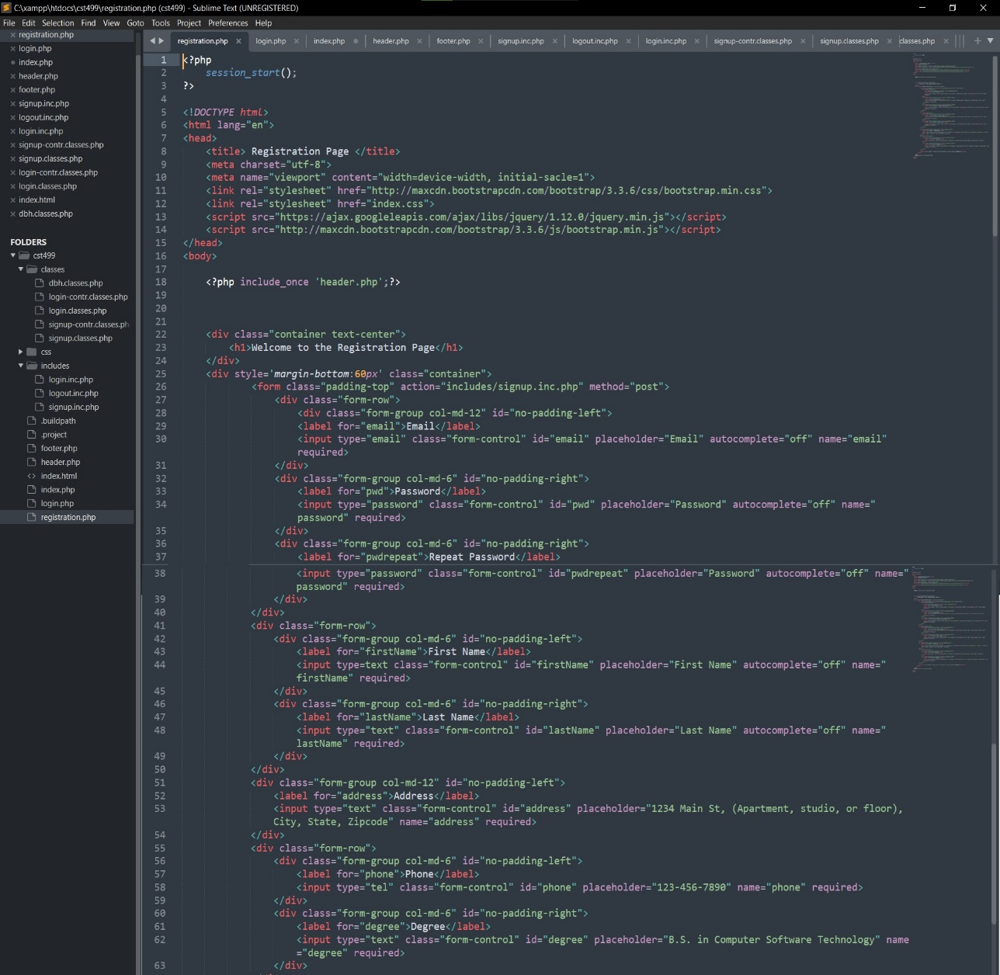 C:\xampp\htdocs\cst499\registration.php (cst499) - Sublime Text (UNREGISTERED)
File Edit Selection Find View Goto Tools Project Preferences Help
registration.php
login.php
index.php
header.php
footer.php
signup.inc.php
logout.inc.php
login.inc.php
signup-contr.classes.php
signup.classes.php
login-contr.classes.php
login.classes.php
index.html
dbh.classes.php
FOLDERS
cst499
classes
dbh.classes.php
login-contr.classes.php
login.classes.php
signup-contr.classes.ph
signup.classes.php
css
includes
login.inc.php
logout.inc.php
signup.inc.php
.buildpath
.project
footer.php
header.php
<> index.html
index.php
login.php
registration.php
registration.php login.php index.php header.php footer.php signup.inc.php logout.inc.php login.inc.php signup-contr.classes.php signup.classes.php classes.php
1 <?php
2 session_start();
3 ?>
4
5 <!DOCTYPE html>
6 <html lang="en">
7 <head>
8 <title> Registration Page </title>
9 <meta charset="utf-8">
10 <meta name="viewport" content="width=device-width, initial-sacle=1">
11 <link rel="stylesheet" href="http://maxcdn.bootstrapcdn.com/bootstrap/3.3.6/css/bootstrap.min.css">
12 <link rel="stylesheet" href="index.css">
13 <script src="https://ajax.googleleapis.com/ajax/libs/jquery/1.12.0/jquery.min.js"></script>
14 <script src="http://maxcdn.bootstrapcdn.com/bootstrap/3.3.6/js/bootstrap.min.js"></script>
15 </head>
16 <body>
17
18 <?php include_once 'header.php';?>
19
20
21
22 <div class="container text-center">
23 <h1>Welcome to the Registration Page</h1>
24 </div>
25 <div style='margin-bottom:60px' class="container">
26 <form class="padding-top" action="includes/signup.inc.php" method="post">
27 <div class="form-row">
28 <div class="form-group col-md-12" id="no-padding-left">
29 <label for="email">Email</label>
30 <input type="email" class="form-control" id="email" placeholder="Email" autocomplete="off" name="email"
required>
31 </div>
32 <div class="form-group col-md-6" id="no-padding-right">
33 <label for="pwd">Password</label>
34 <input type="password" class="form-control" id="pwd" placeholder="Password" autocomplete="off" name="
password" required>
35 </div>
36 <div class="form-group col-md-6" id="no-padding-right">
37 <label for="pwdrepeat">Repeat Password</label>
38 <input type="password" class="form-control" id="pwdrepeat" placeholder="Password" autocomplete="off" name="
password" required>
39 </div>
40 </div>
41 <div class="form-row">
42 <div class="form-group col-md-6" id="no-padding-left">
43 <label for="firstName">First Name</label>
44 <input type=text class="form-control" id="firstName" placeholder="First Name" autocomplete="off" name="
firstName" required>
45 </div>
46 <div class="form-group col-md-6" id="no-padding-right">
47 <label for="lastName">Last Name</label>
48 <input type="text" class="form-control" id="lastName" placeholder="Last Name" autocomplete="off" name="
lastName" required>
49 </div>
50 </div>
51 <div class="form-group col-md-12" id="no-padding-left">
52 <label for="address">Address</label>
53 <input type="text" class="form-control" id="address" placeholder="1234 Main St, (Apartment, studio, or floor),
City, State, Zipcode" name="address" required>
54 </div>
55 <div class="form-row">
56 <div class="form-group col-md-6" id="no-padding-left">
57 <label for="phone">Phone</label>
58 <input type="tel" class="form-control" id="phone" placeholder="123-456-7890" name="phone" required>
59 </div>
60 <div class="form-group col-md-6" id="no-padding-right">
61 <label for="degree">Degree</label>
62 <input type="text" class="form-control" id="degree" placeholder="B.S. in Computer Software Technology" name
="degree" required>
63 </div>